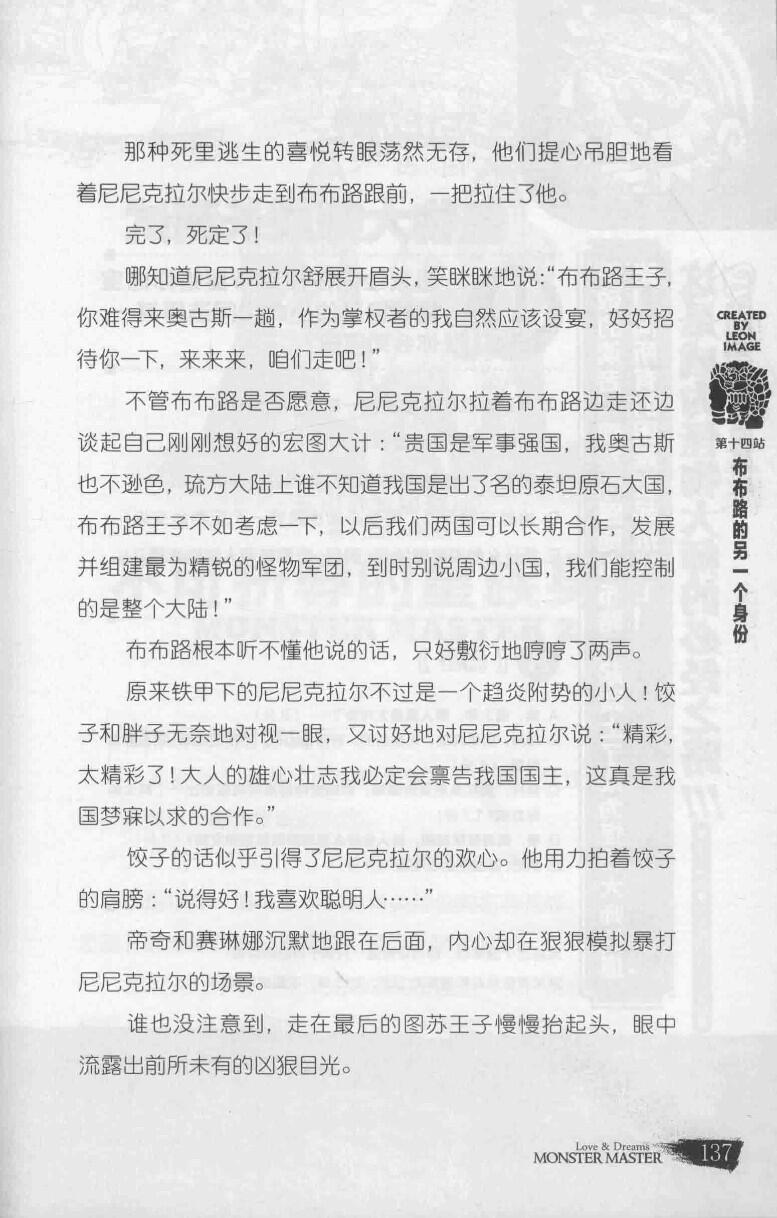 那种死里逃生的喜悦转眼荡然无存，他们提心吊胆地看
着尼尼克拉尔快步走到布布路跟前，一把拉住了他。
完了，死定了！
哪知道尼尼克拉尔舒展开眉头，笑眯眯地说：“布布路王子，
你难得来奥古斯一趟，作为掌权者的我自然应该设宴，好好招
待你一下，来来来，咱们走吧！”
不管布布路是否愿意，尼尼克拉尔拉着布布路边走还边
谈起自己刚刚想好的宏图大计：“贵国是军事强国，我奥古斯
也不逊色，琉方大陆上谁不知道我国是出了名的泰坦原石大国，
布布路王子不如考虑一下，以后我们两国可以长期合作，发展
并组建最为精锐的怪物军团，到时别说周边小国，我们能控制
的是整个大陆！”
布布路根本听不懂他说的话，只好敷衍地哼哼了两声。
原来铁甲下的尼尼克拉尔不过是一个趋炎附势的小人！饺
子和胖子无奈地对视一眼，又讨好地对尼尼克拉尔说：“精彩，
太精彩了！大人的雄心壮志我必定会禀告我国国主，这真是我
国梦寐以求的合作。”
饺子的话似乎引得了尼尼克拉尔的欢心。他用力拍着饺子
的肩膀：“说得好！我喜欢聪明人……”
帝奇和赛琳娜沉默地跟在后面，内心却在狠狠模拟暴打
尼尼克拉尔的场景。
谁也没注意到，走在最后的图苏王子慢慢抬起头，眼中
流露出前所未有的凶狠目光。
CREATED
BY
LEON
IMAGE
第十四站
布布路的另一个身份
Love & Dreams
MONSTER MASTER
137